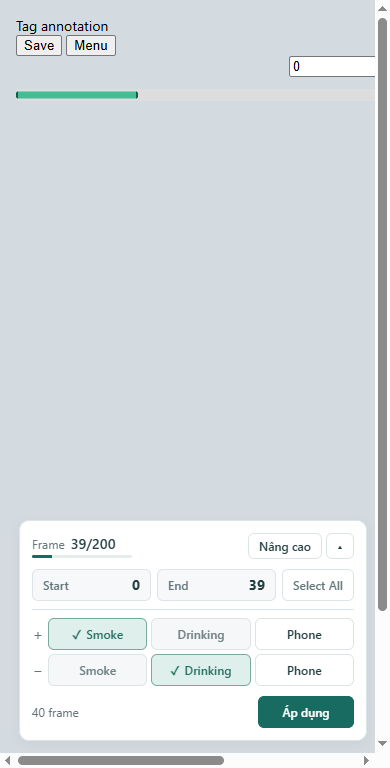 Tag annotation
Save Menu
0
Frame 39/200 Nâng cao ▲
Start 0 End 39 Select All
+ ✓ Smoke Drinking Phone
− Smoke ✓ Drinking Phone
40 frame Áp dụng